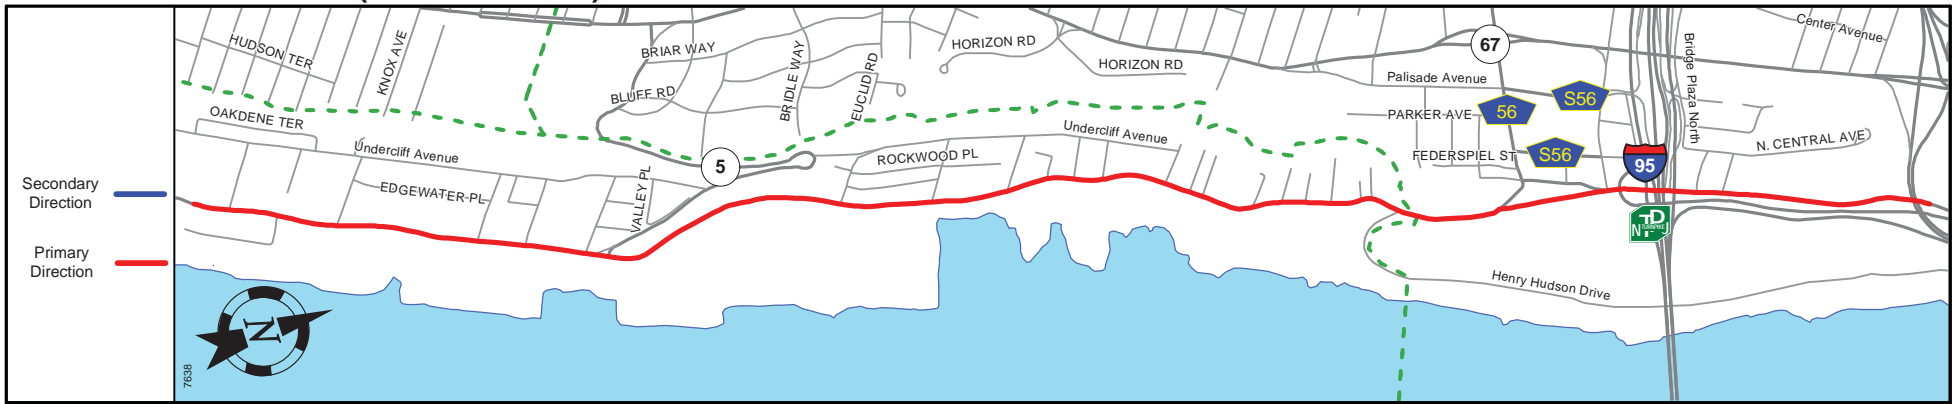 Secondary
Direction
Primary
Direction
HUDSON TER
KNOX AVE
BRIAR WAY
BLUFF RD
BRIDLE WAY
EUCLID RD
HORIZON RD
HORIZON RD
67
Palisade Avenue
Bridge Plaza North
Center Avenue
OAKDENE TER
Undercliff Avenue
EDGEWATER PL
VALLEY PL
5
ROCKWOOD PL
Undercliff Avenue
PARKER AVE
56
S56
FEDERSPIEL ST
S56
95
N. CENTRAL AVE
N TP J
TURNPIKE
Henry Hudson Drive
N
7638